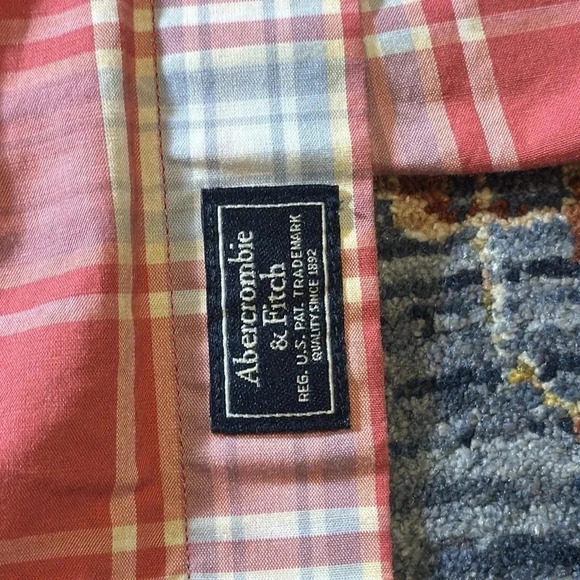 Abercrombie
& Fitch
REG. U.S. PAT. TRADEMARK
QUALITY SINCE 1892